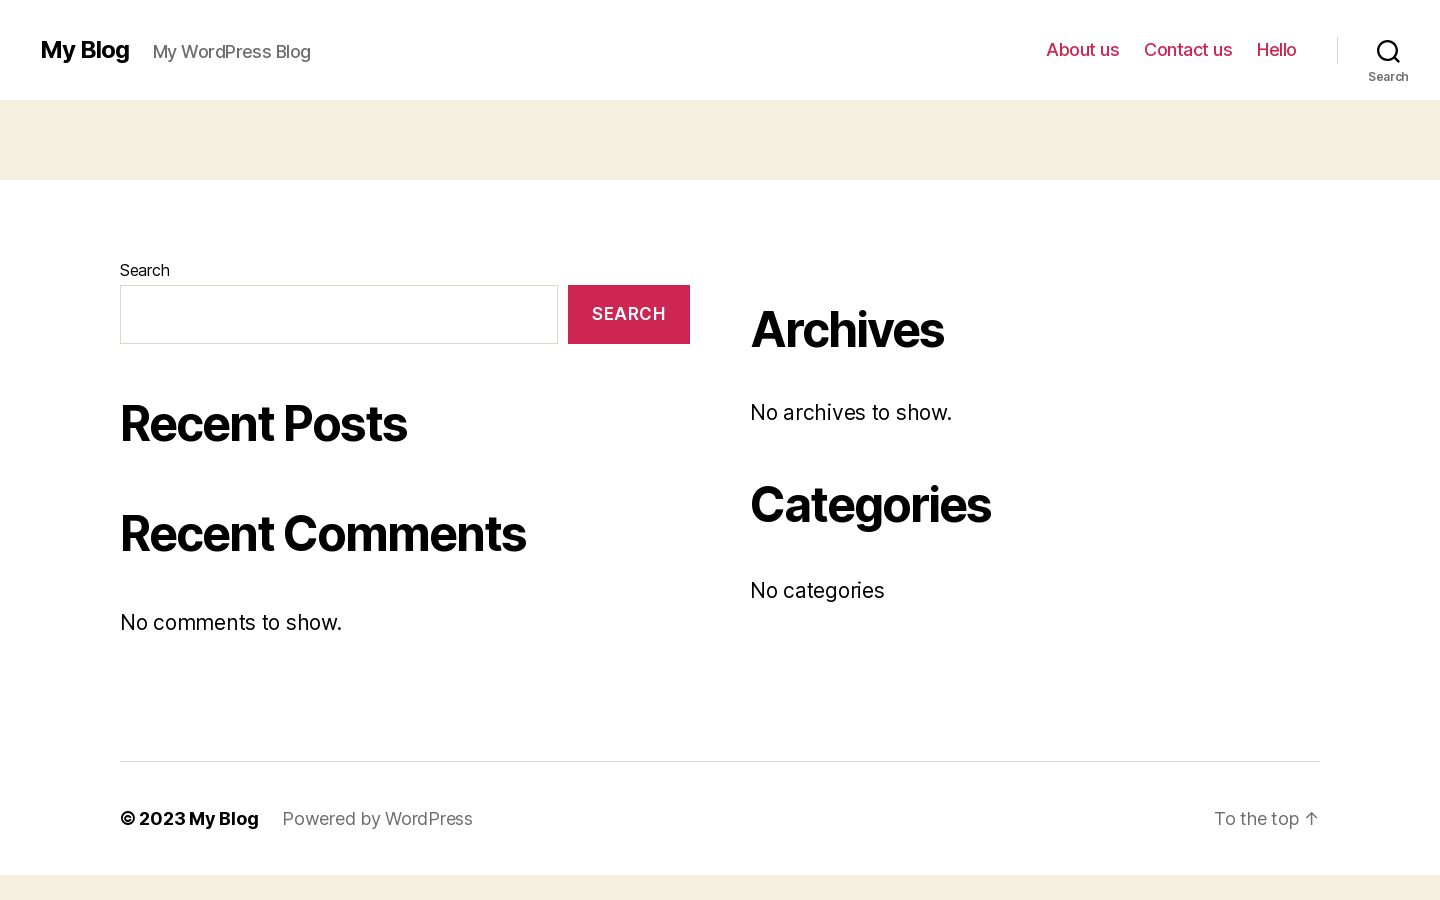 My Blog
My WordPress Blog
About us
Contact us
Hello
Search
Search
SEARCH
Recent Posts
Recent Comments
No comments to show.
Archives
No archives to show.
Categories
No categories
© 2023 My Blog
Powered by WordPress
To the top ↑